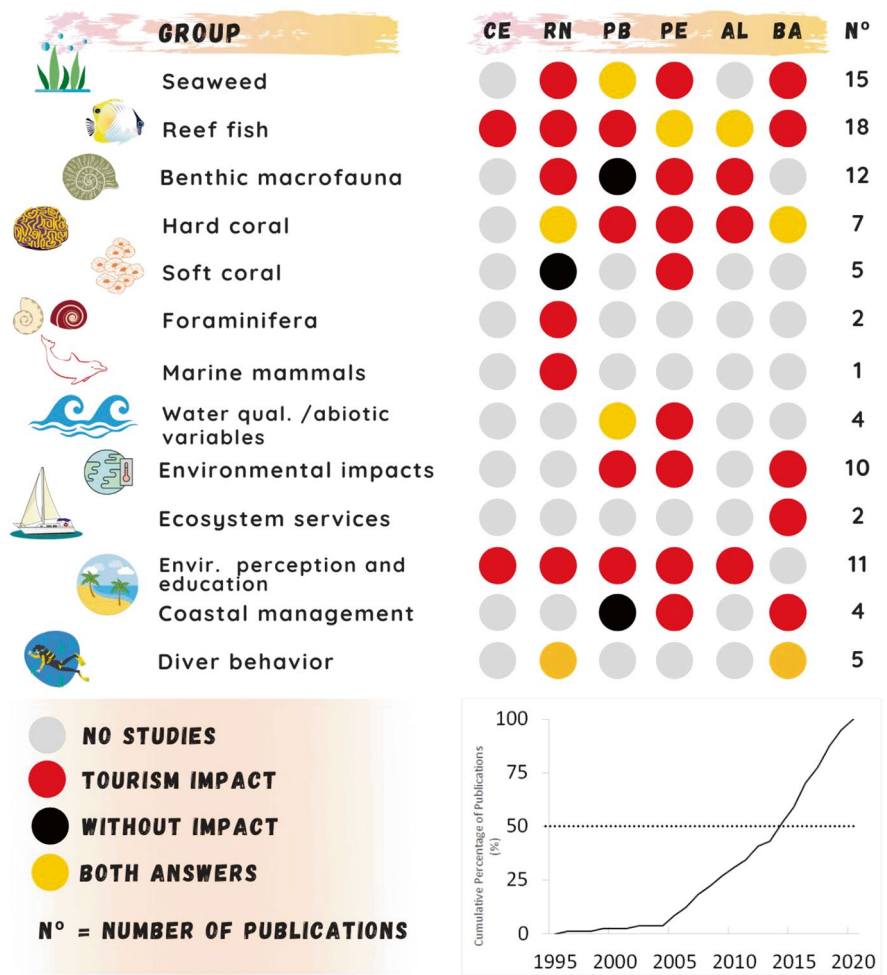 GROUP CE RN PB PE AL BA Nº
Seaweed 15
Reef fish 18
Benthic macrofauna 12
Hard coral 7
Soft coral 5
Foraminifera 2
Marine mammals 1
Water qual. /abiotic
variables 4
Environmental impacts 10
Ecosystem services 2
Envir. perception and
education 11
Coastal management 4
Diver behavior 5
NO STUDIES
TOURISM IMPACT
WITHOUT IMPACT
BOTH ANSWERS
Nº = NUMBER OF PUBLICATIONS
Cumulative Percentage of Publications
(%)
100
75
50
25
0
1995 2000 2005 2010 2015 2020